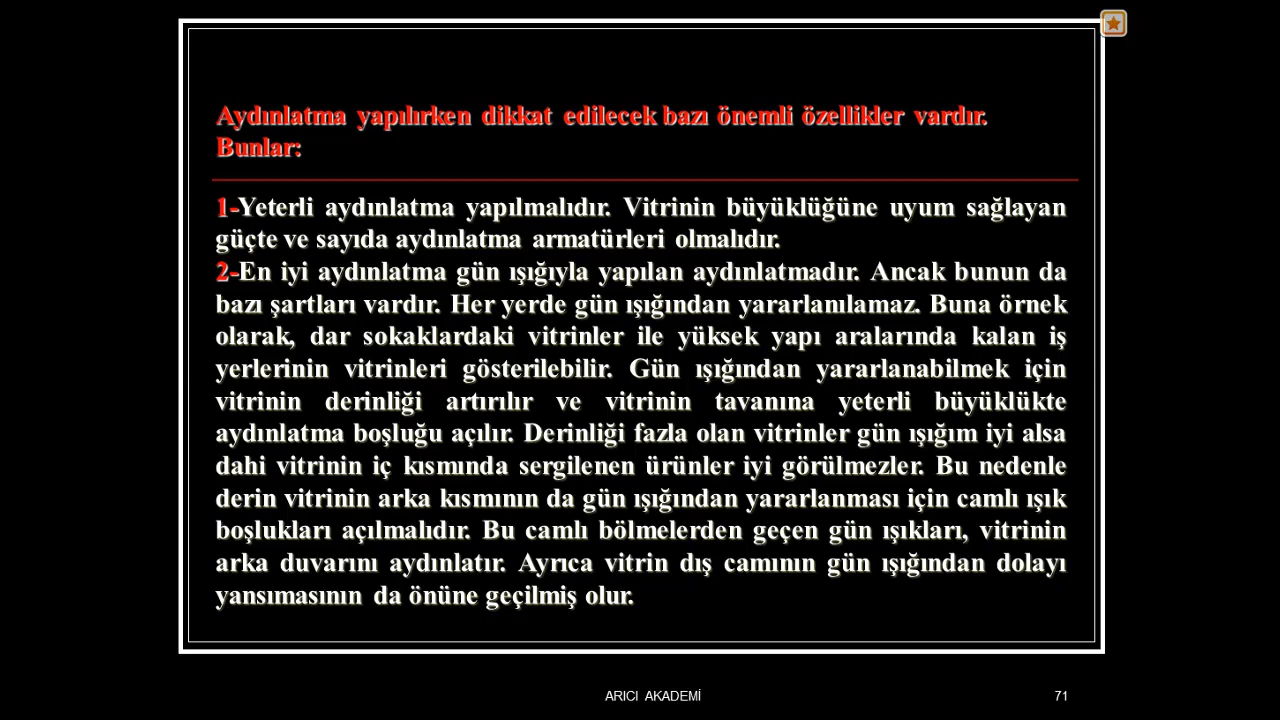 Aydınlatma yapılırken dikkat edilecek bazı önemli özellikler vardır.
Bunlar:
1-Yeterli aydınlatma yapılmalıdır. Vitrinin büyüklüğüne uyum sağlayan
güçte ve sayıda aydınlatma armatürleri olmalıdır.
2-En iyi aydınlatma gün ışığıyla yapılan aydınlatmadır. Ancak bunun da
bazı şartları vardır. Her yerde gün ışığından yararlanılamaz. Buna örnek
olarak, dar sokaklardaki vitrinler ile yüksek yapı aralarında kalan iş
yerlerinin vitrinleri gösterilebilir. Gün ışığından yararlanabilmek için
vitrinin derinliği artırılır ve vitrinin tavanına yeterli büyüklükte
aydınlatma boşluğu açılır. Derinliği fazla olan vitrinler gün ışığım iyi alsa
dahi vitrinin iç kısmında sergilenen ürünler iyi görülmezler. Bu nedenle
derin vitrinin arka kısmının da gün ışığından yararlanması için camlı ışık
boşlukları açılmalıdır. Bu camlı bölmelerden geçen gün ışıkları, vitrinin
arka duvarını aydınlatır. Ayrıca vitrin dış camının gün ışığından dolayı
yansımasının da önüne geçilmiş olur.
ARICI AKADEMİ 71